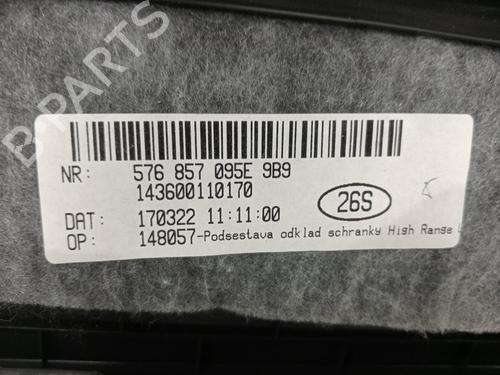 B-PARTS
NR: 576 857 095E 9B9
143600110170
26S
DAT: 170322 11:11:00
OP: 148057-Podsestava odklad schranky High Range